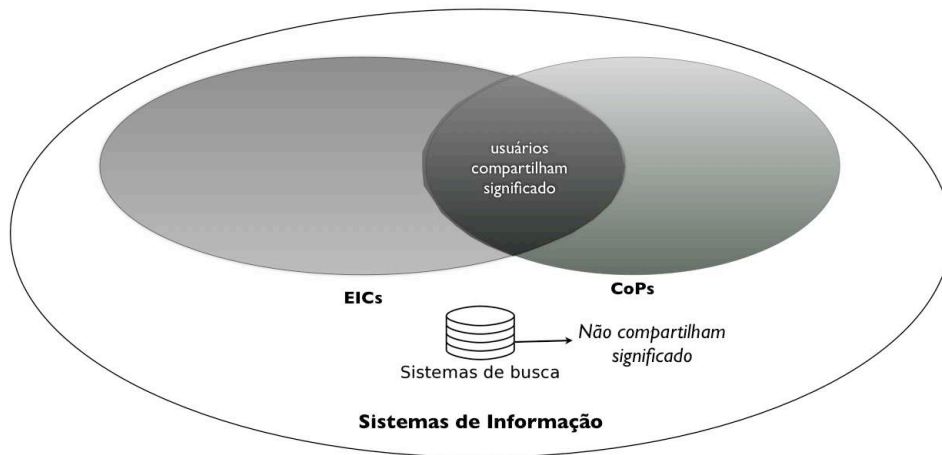 usuários
compartilham
significado
EICs
CoPs
Não compartilham
significado
Sistemas de busca
Sistemas de Informação